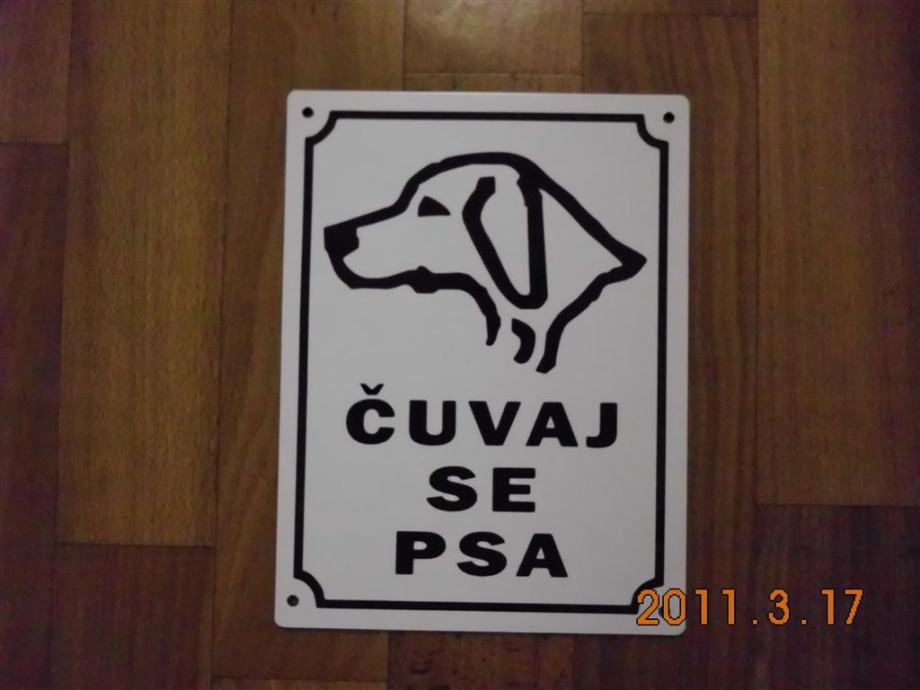 ČUVAJ
SE
PSA
2011.3.17